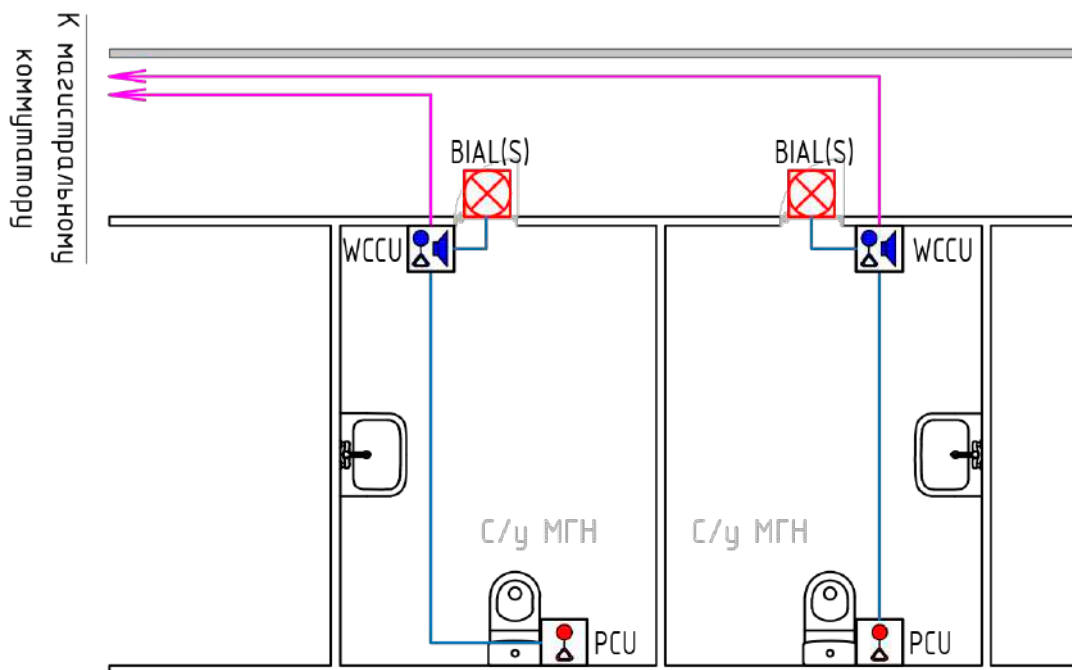 К магистральному
коммутатору
BIAL(S)
BIAL(S)
WCCU
WCCU
С/у МГН
С/у МГН
PCU
PCU